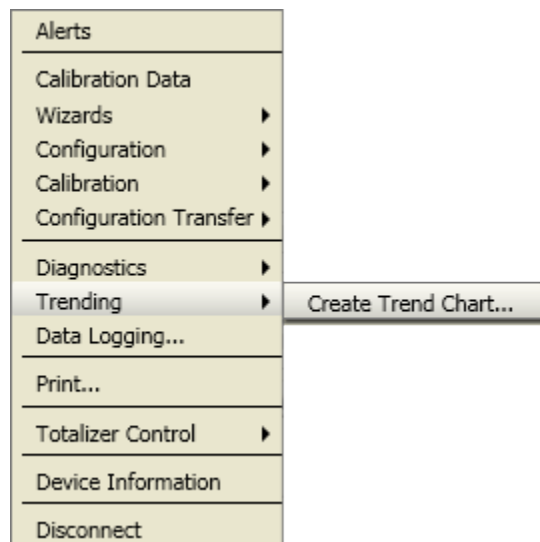 Alerts
Calibration Data
Wizards
Configuration
Calibration
Configuration Transfer
Diagnostics
Trending
Create Trend Chart...
Data Logging...
Print...
Totalizer Control
Device Information
Disconnect